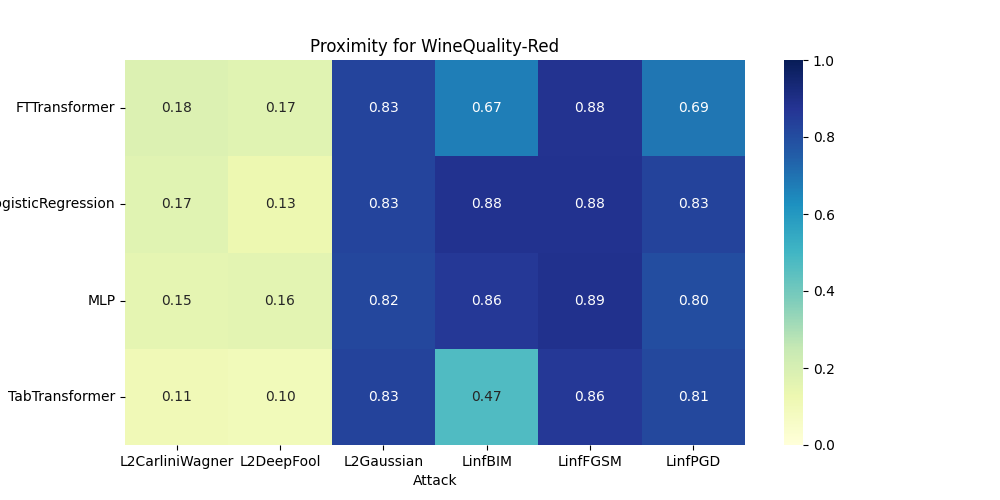 Proximity for WineQuality-Red
FTTransformer 0.18 0.17 0.83 0.67 0.88 0.69
ogisticRegression 0.17 0.13 0.83 0.88 0.88 0.83
MLP 0.15 0.16 0.82 0.86 0.89 0.80
TabTransformer 0.11 0.10 0.83 0.47 0.86 0.81
L2CarliniWagner L2DeepFool L2Gaussian LinfBIM LinfFGSM LinfPGD
Attack
1.0
0.8
0.6
0.4
0.2
0.0